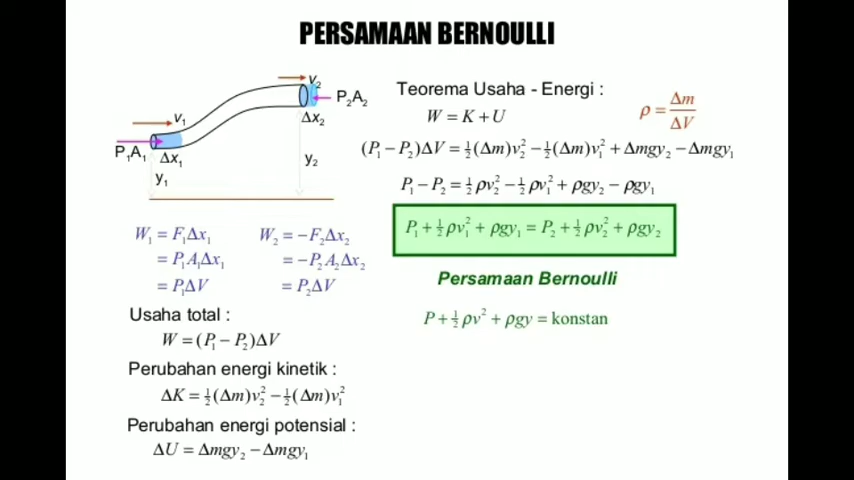 PERSAMAAN BERNOULLI
v₂
P₂A₂
Δx₂
v₁
P₁A₁
Δx₁
y₁
y₂
W₁ = F₁Δx₁
= P₁A₁Δx₁
= P₁ΔV
W₂ = −F₂Δx₂
= −P₂A₂Δx₂
= P₂ΔV
Usaha total :
W = (P₁ − P₂)ΔV
Perubahan energi kinetik :
ΔK = ½(Δm)v₂² − ½(Δm)v₁²
Perubahan energi potensial :
ΔU = Δmgy₂ − Δmgy₁
Teorema Usaha - Energi :
W = K + U
ρ = Δm/ΔV
(P₁ − P₂)ΔV = ½(Δm)v₂² − ½(Δm)v₁² + Δmgy₂ − Δmgy₁
P₁ − P₂ = ½ρv₂² − ½ρv₁² + ρgy₂ − ρgy₁
P₁ + ½ρv₁² + ρgy₁ = P₂ + ½ρv₂² + ρgy₂
Persamaan Bernoulli
P + ½ρv² + ρgy = konstan